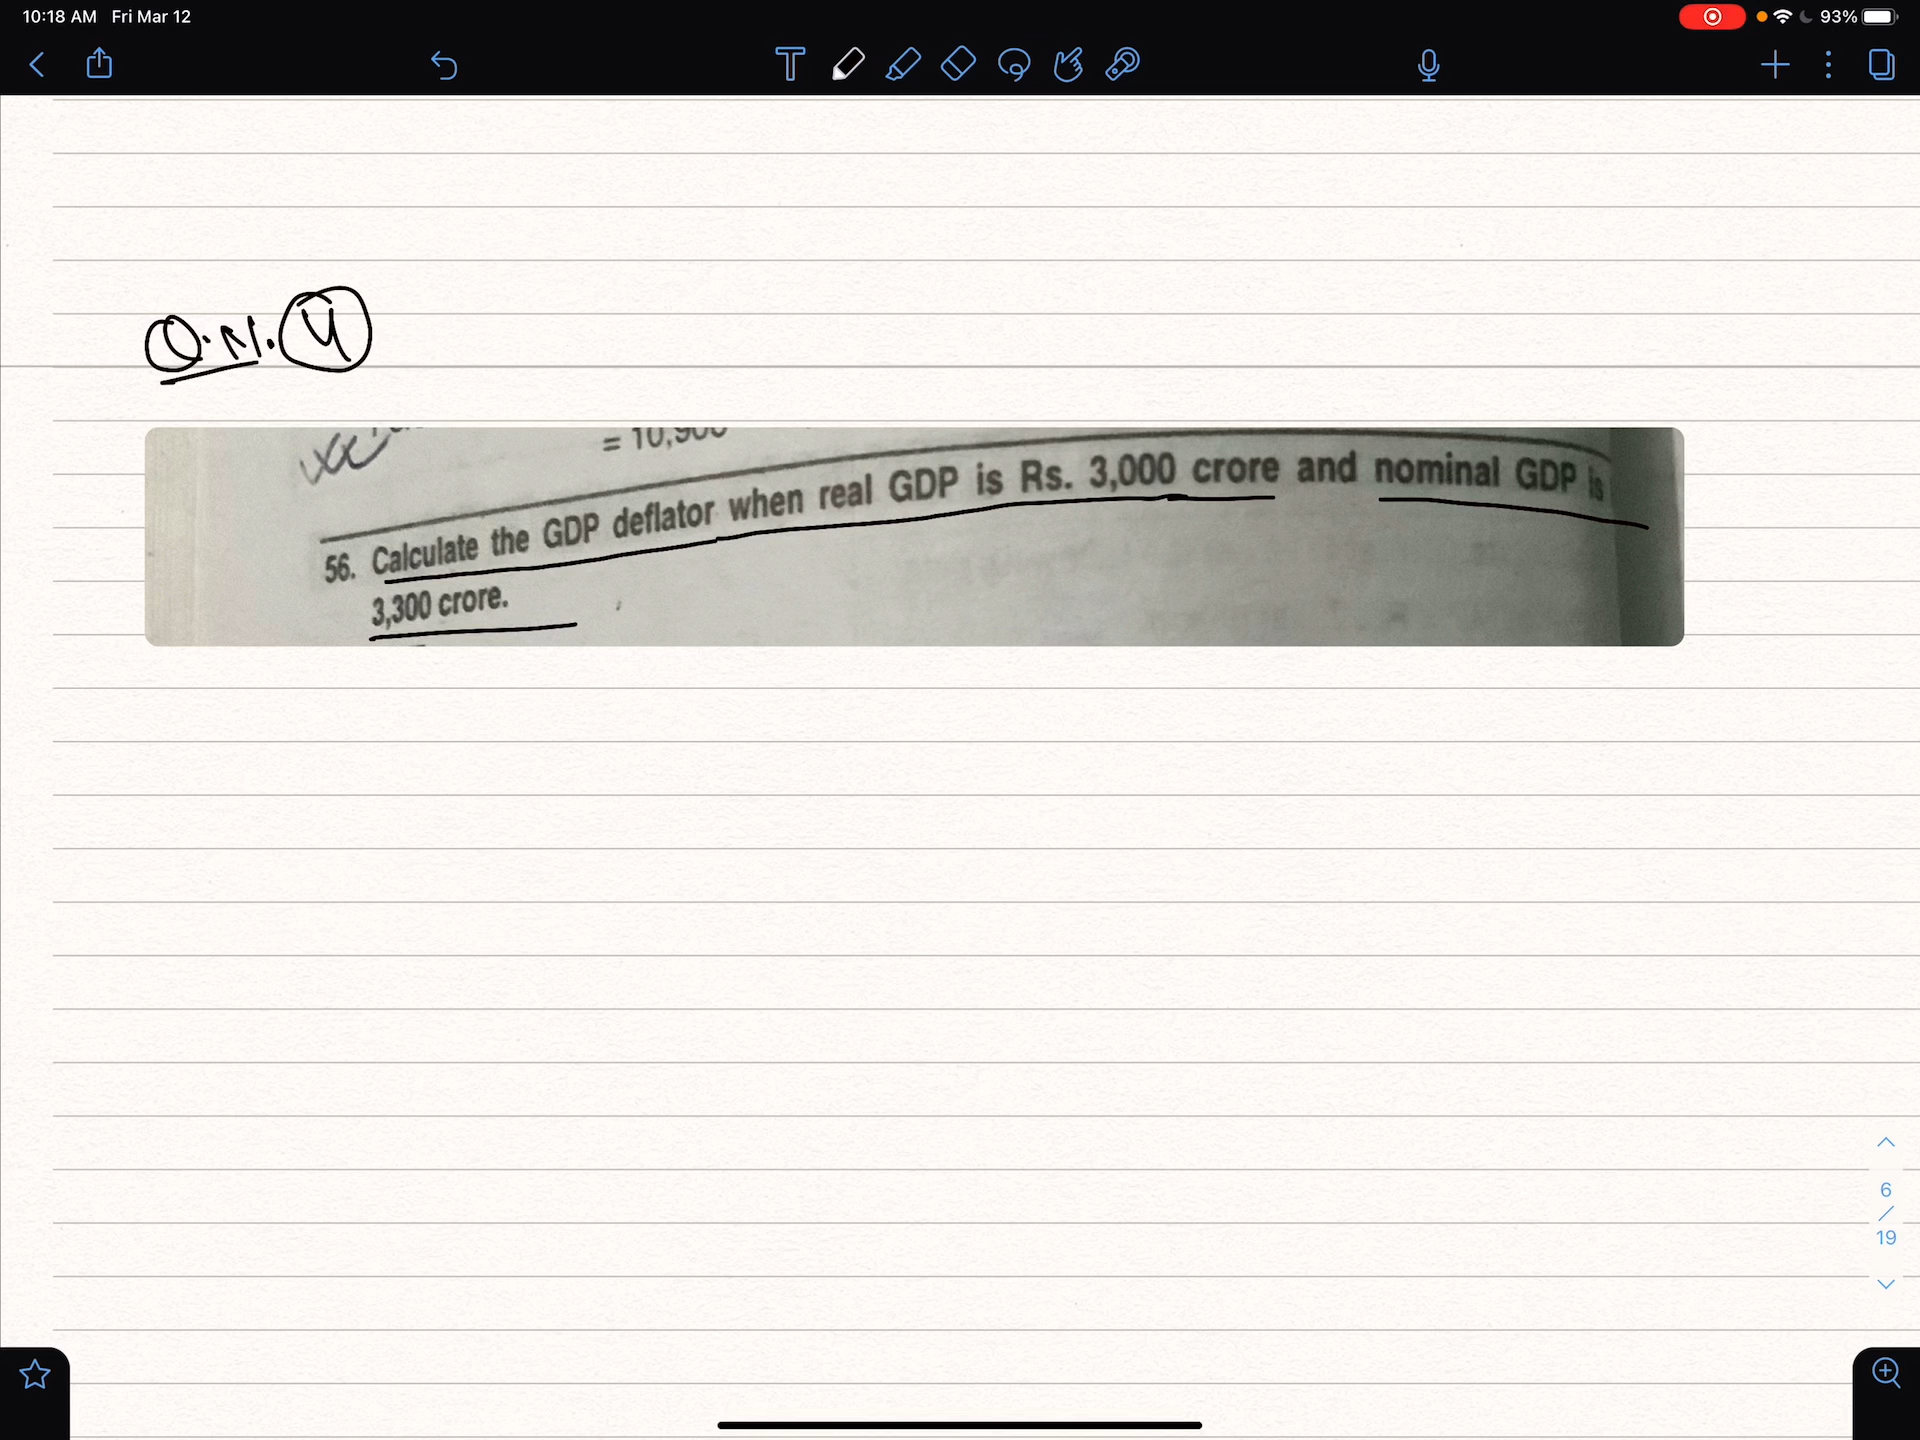 10:18 AM Fri Mar 12
93%
T
Q.N. 4
= 10,900
56. Calculate the GDP deflator when real GDP is Rs. 3,000 crore and nominal GDP is
3,300 crore.
6
/
19